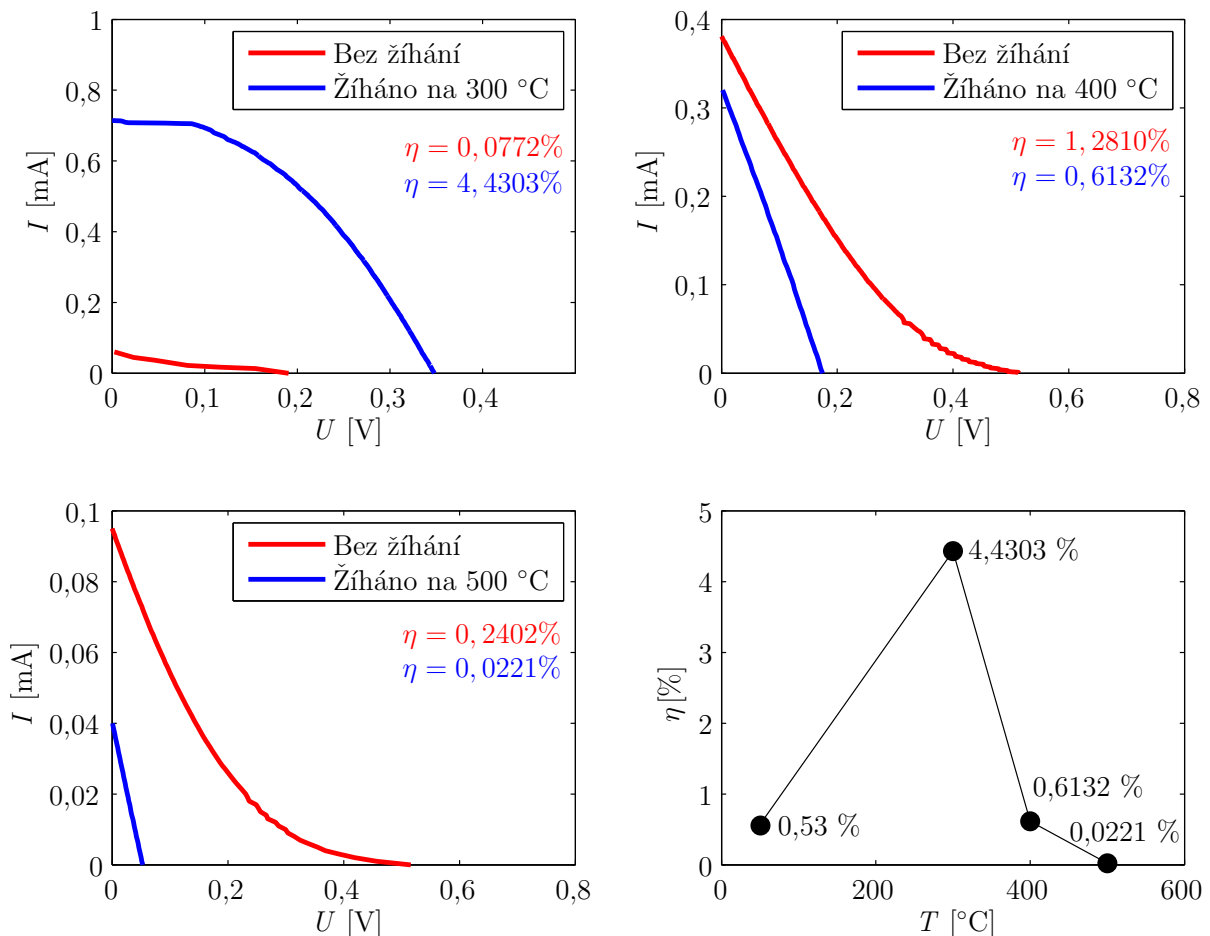 1
0,8
0,6
0,4
0,2
0
I [mA]
Bez žíhání
Žíháno na 300 °C
η = 0,0772%
η = 4,4303%
0 0,1 0,2 0,3 0,4
U [V]
0,4
0,3
0,2
0,1
0
I [mA]
Bez žíhání
Žíháno na 400 °C
η = 1,2810%
η = 0,6132%
0 0,2 0,4 0,6 0,8
U [V]
0,1
0,08
0,06
0,04
0,02
0
I [mA]
Bez žíhání
Žíháno na 500 °C
η = 0,2402%
η = 0,0221%
0 0,2 0,4 0,6 0,8
U [V]
5
4
3
2
1
0
η [%]
4,4303 %
0,6132 %
0,53 %
0,0221 %
0 200 400 600
T [°C]